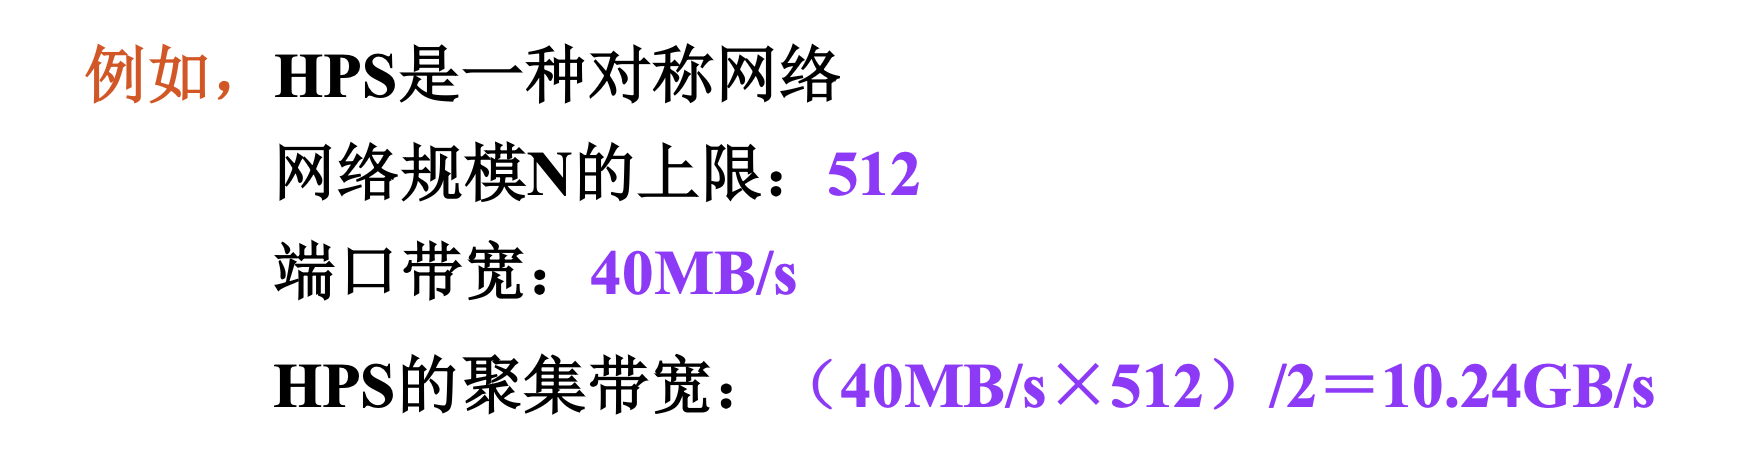 例如，HPS是一种对称网络
网络规模N的上限：512
端口带宽：40MB/s
HPS的聚集带宽：（40MB/s×512）/2＝10.24GB/s